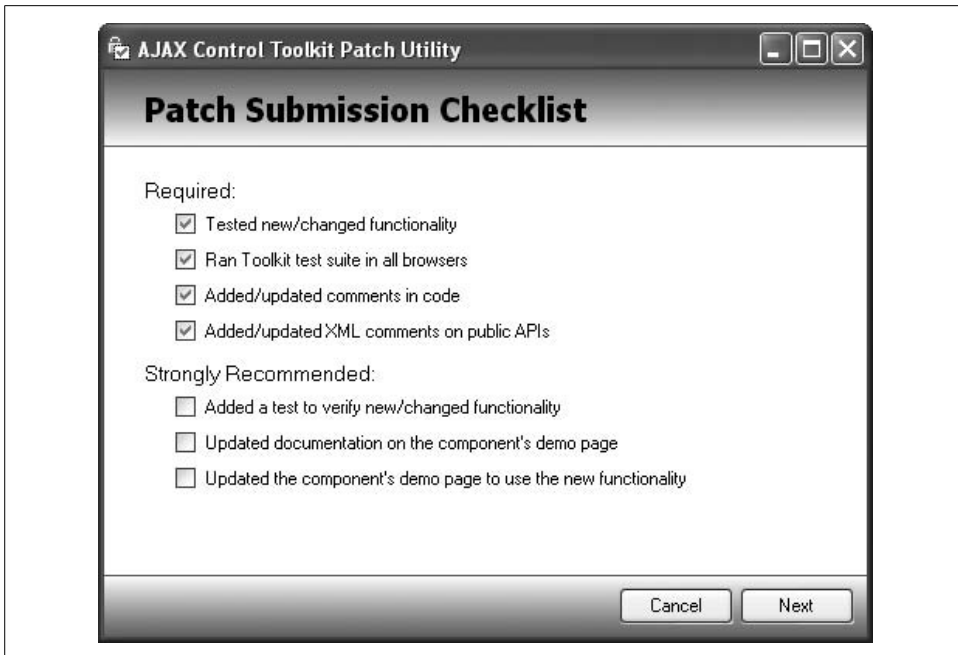 AJAX Control Toolkit Patch Utility
Patch Submission Checklist
Required:
Tested new/changed functionality
Ran Toolkit test suite in all browsers
Added/updated comments in code
Added/updated XML comments on public APIs
Strongly Recommended:
Added a test to verify new/changed functionality
Updated documentation on the component's demo page
Updated the component's demo page to use the new functionality
Cancel
Next